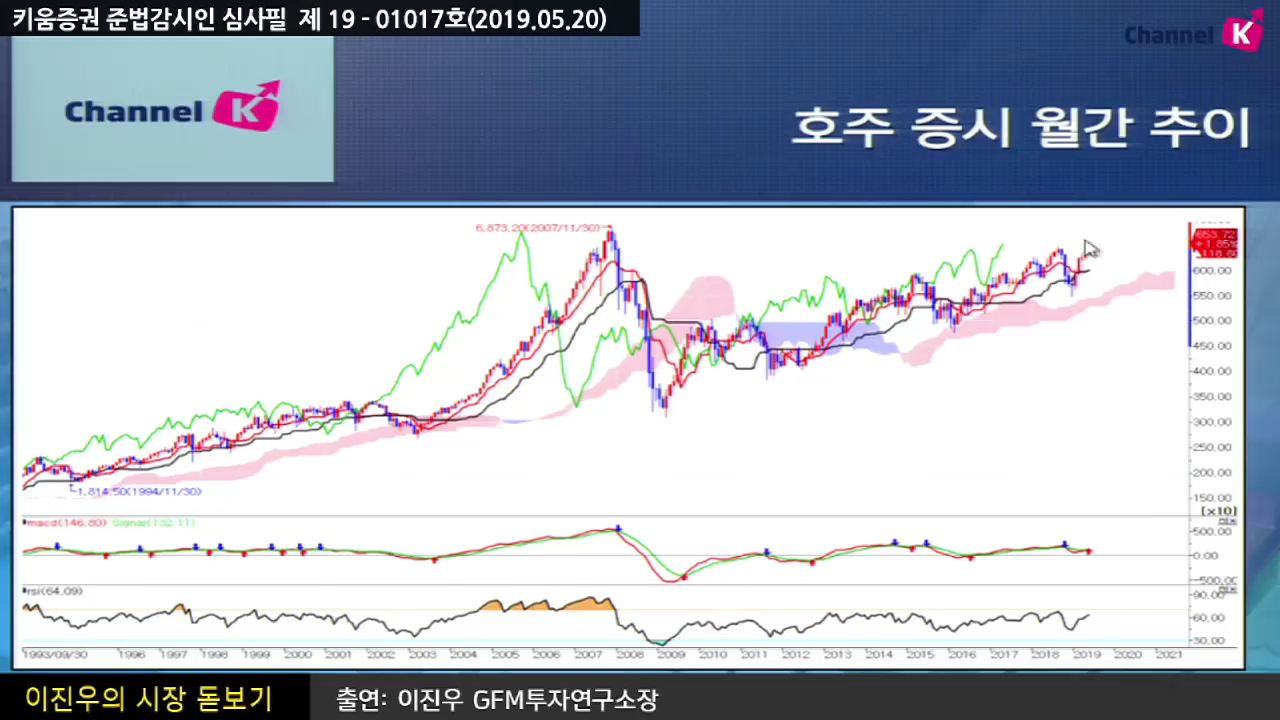 키움증권 준법감시인 심사필 제 19 - 01017호(2019.05.20)
Channel K
Channel K
호주 증시 월간 추이
6,873.20(2007/11/30)
653.72
+1.85%
600.00
550.00
500.00
450.00
400.00
350.00
300.00
250.00
200.00
150.00
[×10]
1,814.50(1994/11/30)
macd(146.80) Signal(132.11)
500.00
0.00
-500.00
rsi(64.09)
90.00
60.00
30.00
1993/09/30 1996 1997 1998 1999 2000 2001 2002 2003 2004 2005 2006 2007 2008 2009 2010 2011 2012 2013 2014 2015 2016 2017 2018 2019 2020 2021
이진우의 시장 돋보기
출연: 이진우 GFM투자연구소장